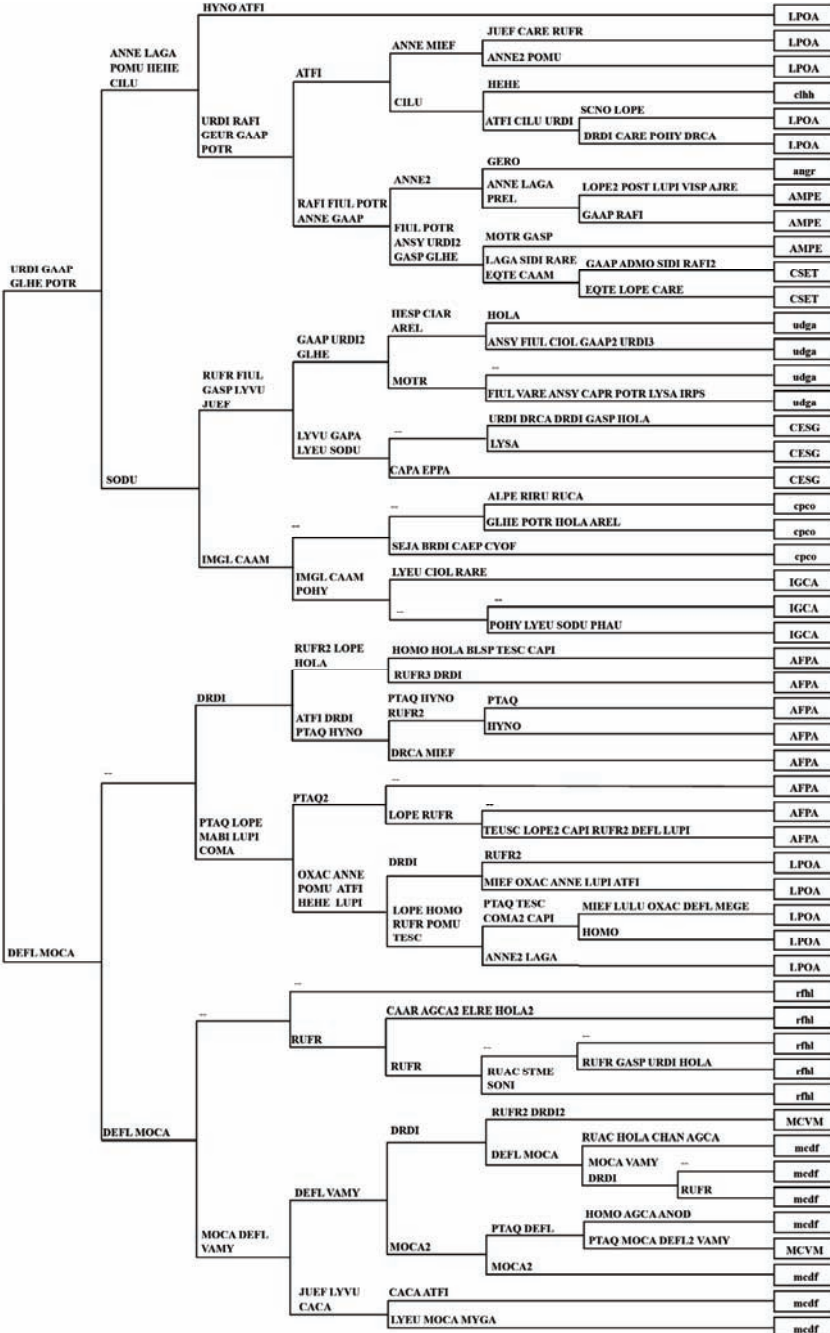 HYNO ATFI
LPOA
ANNE LAGA
POMU HEHE
CILU
JUEF CARE RUFR
LPOA
ANNE MIEF
ANNE2 POMU
LPOA
ATFI
HEHE
clhh
CILU
SCNO LOPE
LPOA
ATFI CILU URDI
DRDI CARE POHY DRCA
LPOA
URDI RAFI
GEUR GAAP
POTR
GERO
angr
ANNE2
ANNE LAGA
PREL
LOPE2 POST LUPI VISP AJRE
AMPE
GAAP RAFI
AMPE
RAFI FIUL POTR
ANNE GAAP
FIUL POTR
ANSY URDI2
GASP GLHE
MOTR GASP
AMPE
LAGA SIDI RARE
EQTE CAAM
GAAP ADMO SIDI RAFI2
CSET
EQTE LOPE CARE
CSET
URDI GAAP
GLHE POTR
HESP CIAR
AREL
HOLA
udga
GAAP URDI2
GLHE
ANSY FIUL CIOL GAAP2 URDI3
udga
MOTR
--
udga
FIUL VARE ANSY CAPR POTR LYSA IRPS
udga
RUFR FIUL
GASP LYVU
JUEF
URDI DRCA DRDI GASP HOLA
CESG
--
LYSA
CESG
LYVU GAPA
LYEU SODU
CAPA EPPA
CESG
SODU
ALPE RIRU RUCA
cpco
--
GLHE POTR HOLA AREL
cpco
--
SEJA BRDI CAEP CYOF
cpco
IMGL CAAM
LYEU CIOL RARE
IGCA
IMGL CAAM
POHY
--
IGCA
--
POHY LYEU SODU PHAU
IGCA
RUFR2 LOPE
HOLA
HOMO HOLA BLSP TESC CAPI
AFPA
RUFR3 DRDI
AFPA
DRDI
PTAQ HYNO
RUFR2
PTAQ
AFPA
ATFI DRDI
PTAQ HYNO
HYNO
AFPA
DRCA MIEF
AFPA
--
--
AFPA
PTAQ2
--
AFPA
LOPE RUFR
TEUSC LOPE2 CAPI RUFR2 DEFL LUPI
AFPA
PTAQ LOPE
MABI LUPI
COMA
DRDI
RUFR2
LPOA
OXAC ANNE
POMU ATFI
HEHE LUPI
MIEF OXAC ANNE LUPI ATFI
LPOA
LOPE HOMO
RUFR POMU
TESC
PTAQ TESC
COMA2 CAPI
MIEF LULU OXAC DEFL MEGE
LPOA
HOMO
LPOA
ANNE2 LAGA
LPOA
DEFL MOCA
--
rfhl
--
CAAR AGCA2 ELRE HOLA2
rfhl
RUFR
--
rfhl
--
RUFR GASP URDI HOLA
rfhl
RUFR
RUAC STME
SONI
rfhl
DEFL MOCA
RUFR2 DRDI2
MCVM
DRDI
RUAC HOLA CHAN AGCA
mcdf
DEFL MOCA
MOCA VAMY
DRDI
--
mcdf
RUFR
mcdf
DEFL VAMY
HOMO AGCA ANOD
mcdf
PTAQ DEFL
PTAQ MOCA DEFL2 VAMY
MCVM
MOCA2
MOCA2
mcdf
MOCA DEFL
VAMY
CACA ATFI
mcdf
JUEF LYVU
CACA
LYEU MOCA MYGA
mcdf